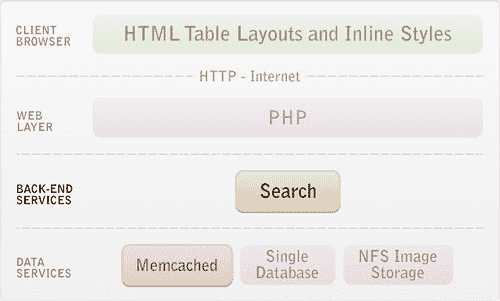 CLIENT
BROWSER
HTML Table Layouts and Inline Styles
HTTP - Internet
WEB
LAYER
PHP
BACK-END
SERVICES
Search
DATA
SERVICES
Memcached
Single
Database
NFS Image
Storage